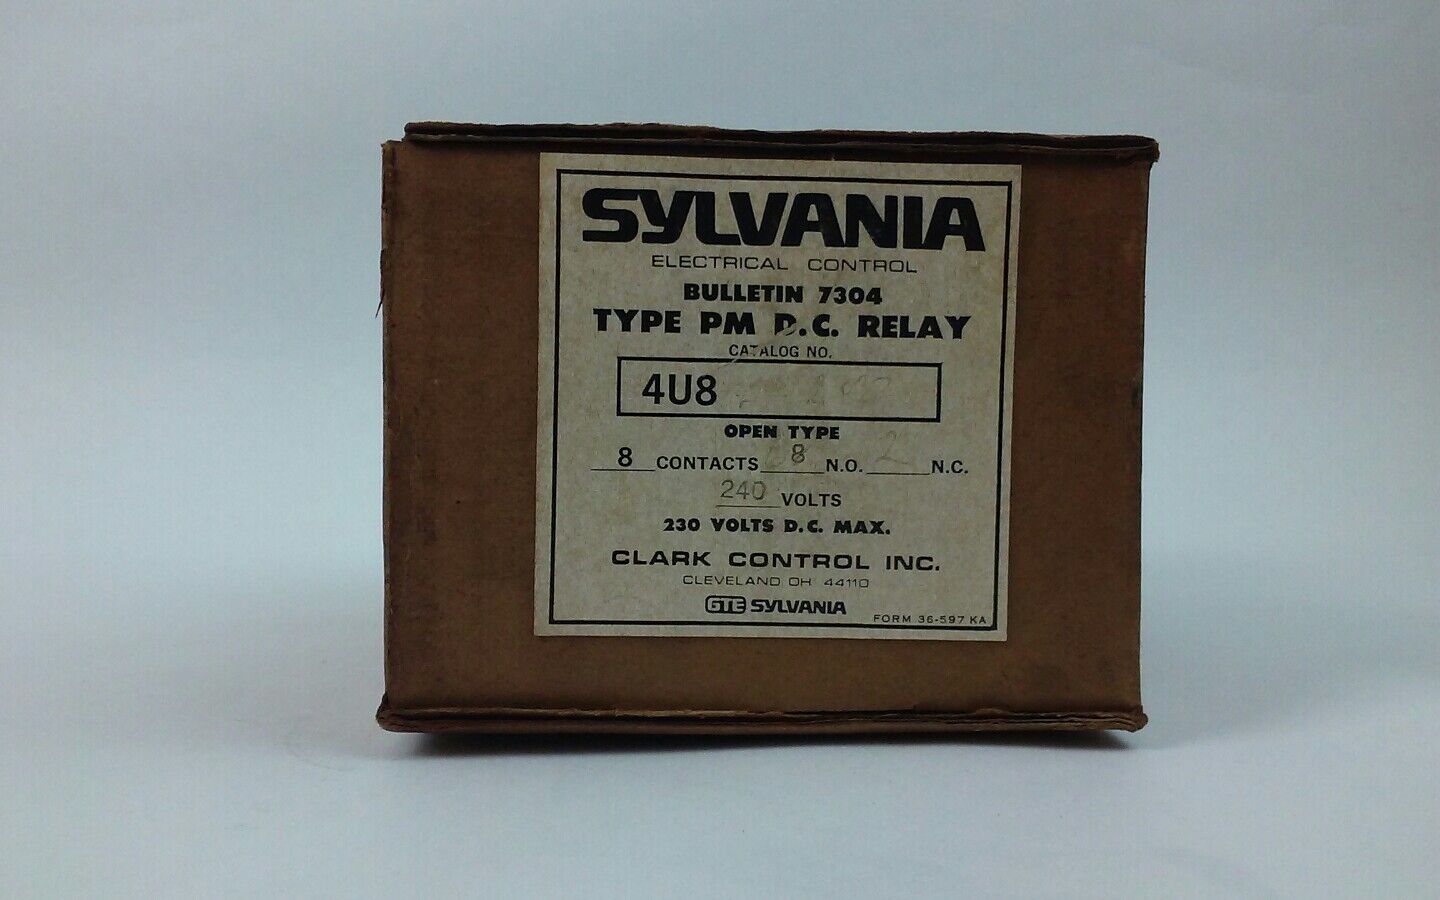 SYLVANIA
ELECTRICAL CONTROL
BULLETIN 7304
TYPE PM D.C. RELAY
CATALOG NO.
4U8
OPEN TYPE
8 CONTACTS 8 N.O. 2 N.C.
240 VOLTS
230 VOLTS D.C. MAX.
CLARK CONTROL INC.
CLEVELAND OH 44110
GTE SYLVANIA
FORM 36-597 KA